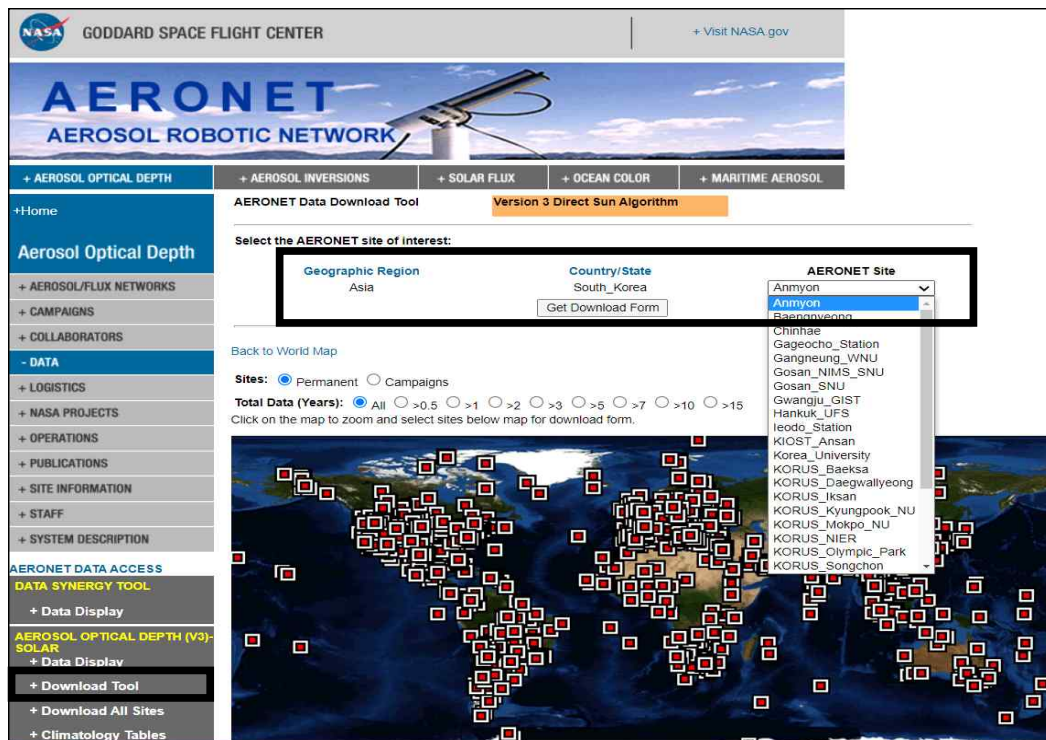 NASA
GODDARD SPACE FLIGHT CENTER
+ Visit NASA.gov
AERONET
AEROSOL ROBOTIC NETWORK
+ AEROSOL OPTICAL DEPTH
+ AEROSOL INVERSIONS
+ SOLAR FLUX
+ OCEAN COLOR
+ MARITIME AEROSOL
+Home
Aerosol Optical Depth
+ AEROSOL/FLUX NETWORKS
+ CAMPAIGNS
+ COLLABORATORS
- DATA
+ LOGISTICS
+ NASA PROJECTS
+ OPERATIONS
+ PUBLICATIONS
+ SITE INFORMATION
+ STAFF
+ SYSTEM DESCRIPTION
AERONET DATA ACCESS
DATA SYNERGY TOOL
+ Data Display
AEROSOL OPTICAL DEPTH (V3)-
SOLAR
+ Data Display
+ Download Tool
+ Download All Sites
+ Climatology Tables
AERONET Data Download Tool
Version 3 Direct Sun Algorithm
Select the AERONET site of interest:
Geographic Region
Asia
Country/State
South_Korea
Get Download Form
AERONET Site
Anmyon
Anmyon
Baengnyeong
Chinhae
Gageocho_Station
Gangneung_WNU
Gosan_NIMS_SNU
Gosan_SNU
Gwangju_GIST
Hankuk_UFS
Ieodo_Station
KIOST_Ansan
Korea_University
KORUS_Baeksa
KORUS_Daegwallyeong
KORUS_Iksan
KORUS_Kyungpook_NU
KORUS_Mokpo_NU
KORUS_NIER
KORUS_Olympic_Park
KORUS_Songchon
Back to World Map
Sites: Permanent Campaigns
Total Data (Years): All >0.5 >1 >2 >3 >5 >7 >10 >15
Click on the map to zoom and select sites below map for download form.